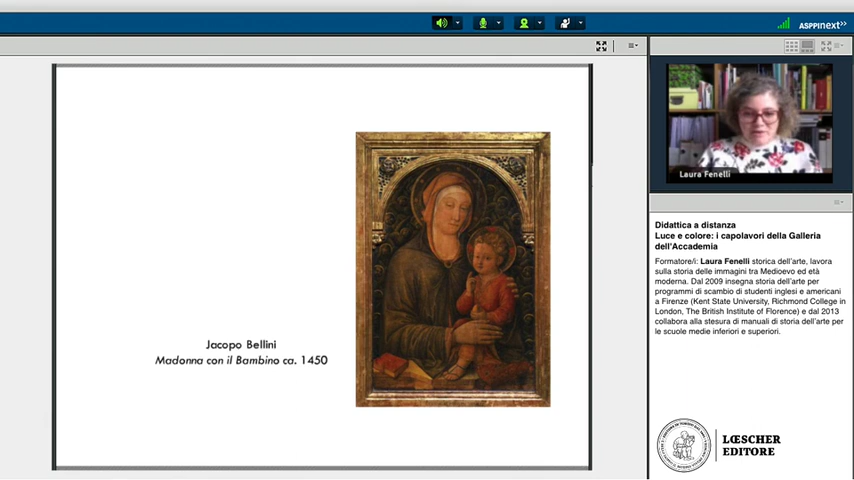 ASPPInext>>
Jacopo Bellini
Madonna con il Bambino ca. 1450
Laura Fenelli
Didattica a distanza
Luce e colore: i capolavori della Galleria
dell'Accademia
Formatore/i: Laura Fenelli storica dell'arte, lavora
sulla storia delle immagini tra Medioevo ed età
moderna. Dal 2009 insegna storia dell'arte per
programmi di scambio di studenti inglesi e americani
a Firenze (Kent State University, Richmond College in
London, The British Institute of Florence) e dal 2013
collabora alla stesura di manuali di storia dell'arte per
le scuole medie inferiori e superiori.
LŒSCHER
EDITORE